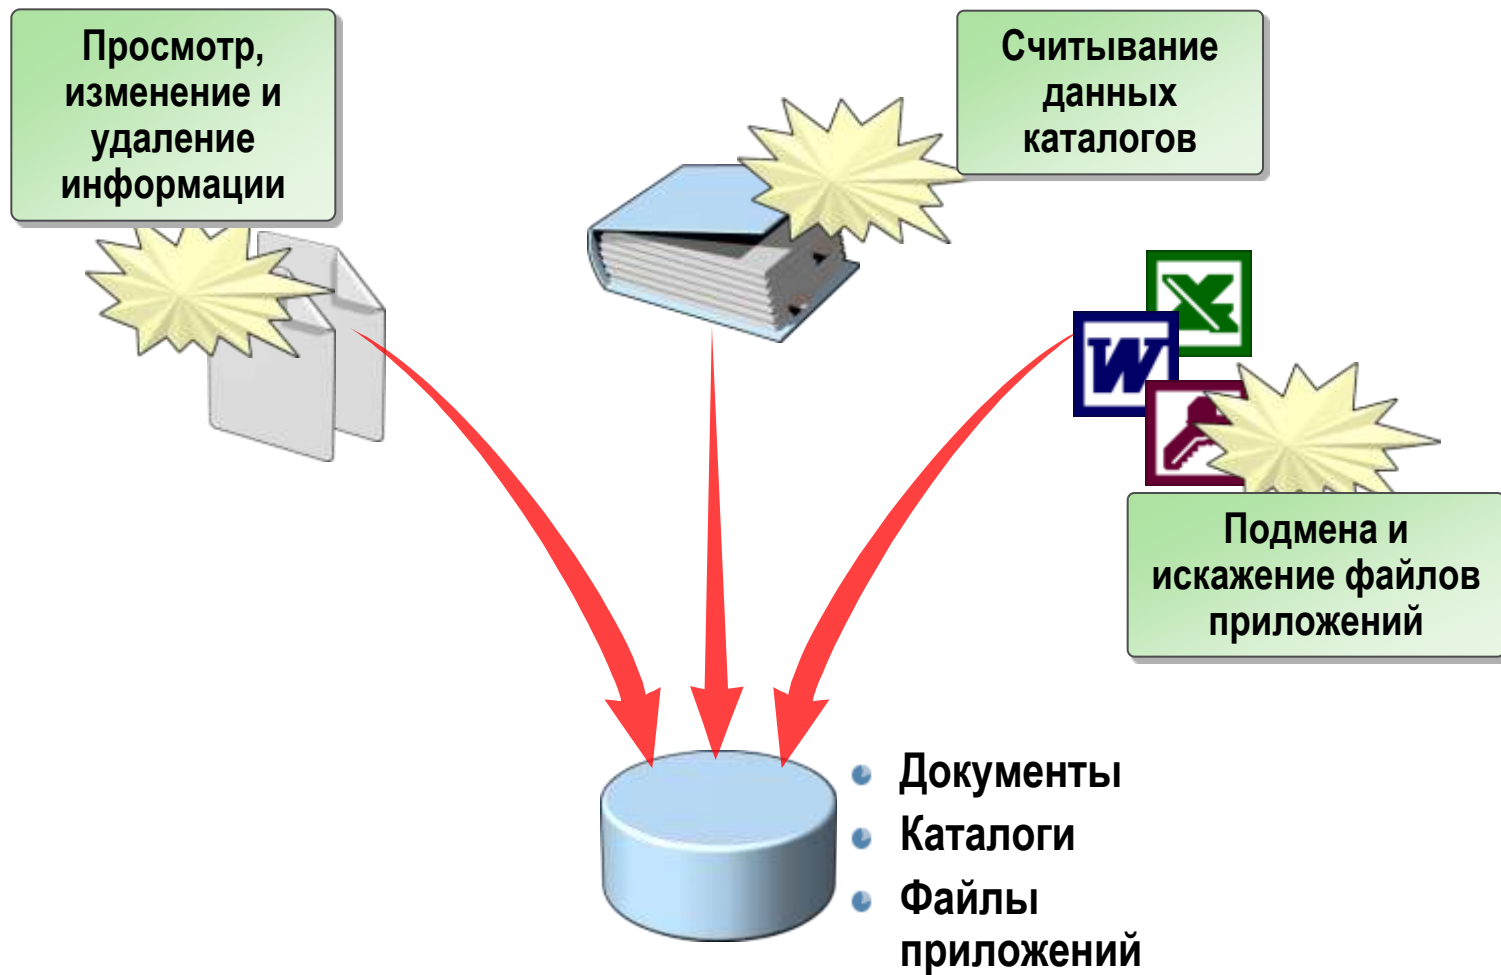 Просмотр,
изменение и
удаление
информации
Считывание
данных
каталогов
W
X
Подмена и
искажение файлов
приложений
Документы
Каталоги
Файлы
приложений